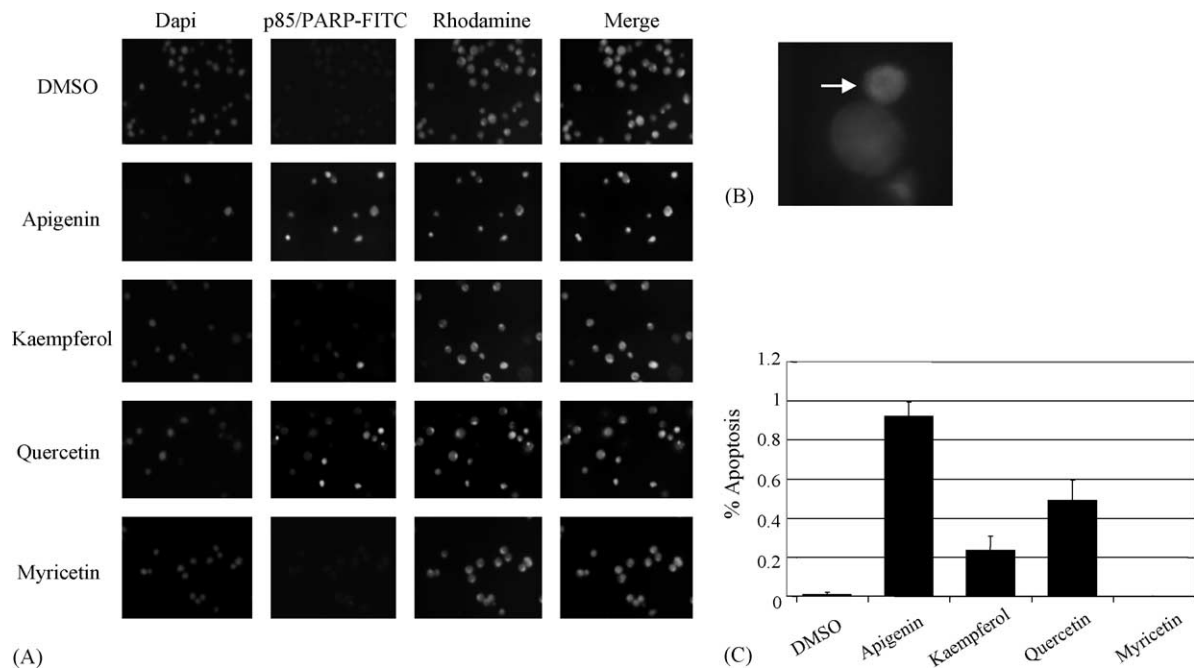 Dapi p85/PARP-FITC Rhodamine Merge
DMSO
Apigenin
Kaempferol
Quercetin
Myricetin
(A)
(B)
% Apoptosis
1.2
1
0.8
0.6
0.4
0.2
0
DMSO Apigenin Kaempferol Quercetin Myricetin
(C)